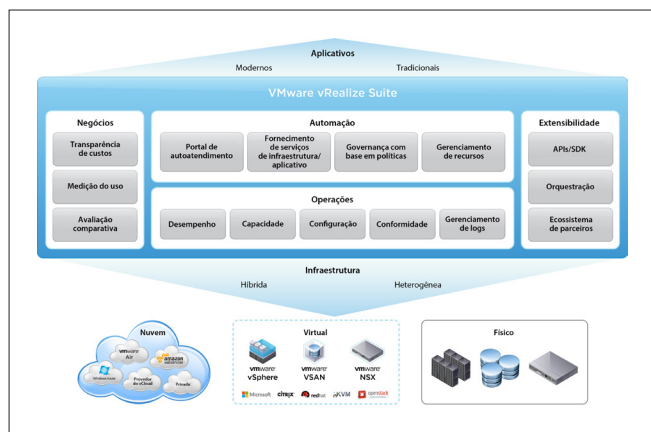 Aplicativos
Modernos
Tradicionais
VMware vRealize Suite
Negócios
Transparência
de custos
Medição do uso
Avaliação
comparativa
Automação
Portal de
autoatendimento
Fornecimento
de serviços
de infraestrutura/
aplicativo
Governança com
base em políticas
Gerenciamento
de recursos
Operações
Desempenho
Capacidade
Configuração
Conformidade
Gerenciamento
de logs
Extensibilidade
APIs/SDK
Orquestração
Ecossistema
de parceiros
Infraestrutura
Híbrida
Heterogênea
Nuvem
vmware
Air
amazon
Provedor
do vCloud
Privada
Virtual
vmware
vSphere
vmware
VSAN
vmware
NSX
Microsoft
citrix
redhat
KVM
openstack
Físico